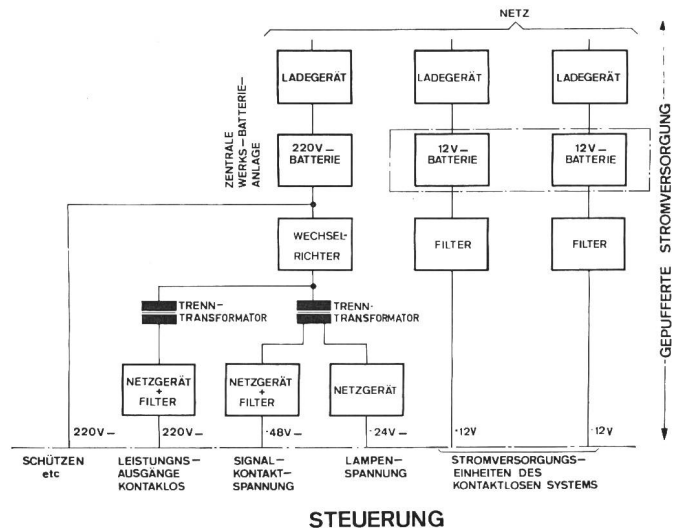 NETZ
LADEGERÄT
LADEGERÄT
LADEGERÄT
ZENTRALE
WERKS-BATTERIE-
ANLAGE
220V–
BATTERIE
12V–
BATTERIE
12V–
BATTERIE
GEPUFFERTE STROMVERSORGUNG
WECHSEL-
RICHTER
FILTER
FILTER
TRENN-
TRANSFORMATOR
TRENN-
TRANSFORMATOR
NETZGERÄT
+
FILTER
NETZGERÄT
+
FILTER
NETZGERÄT
220V–
220V–
·48V–
·24V–
·12V
·12V
SCHÜTZEN
etc
LEISTUNGNS-
AUSGÄNGE
KONTAKLOS
SIGNAL-
KONTAKT-
SPANNUNG
LAMPEN-
SPANNUNG
STROMVERSORGUNGS-
EINHEITEN DES
KONTAKTLOSEN SYSTEMS
STEUERUNG